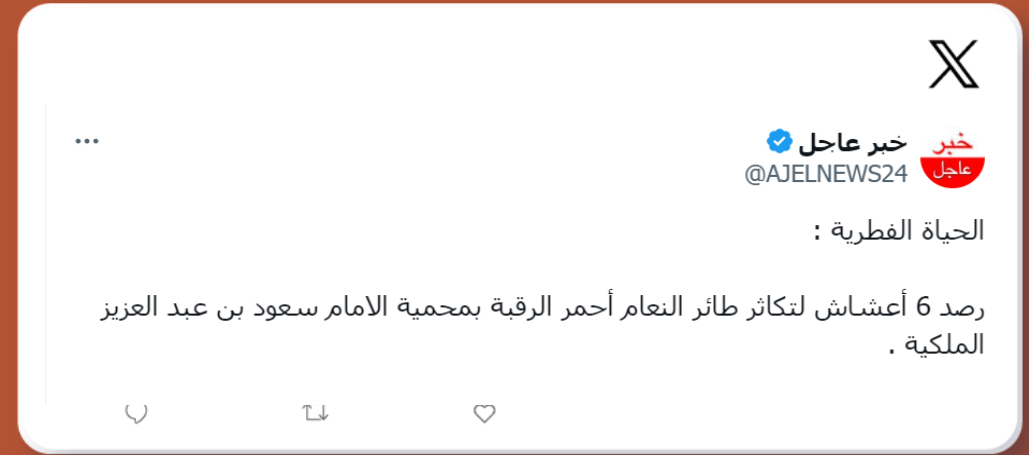 خبر عاجل
خبر
عاجل
@AJELNEWS24
الحياة الفطرية :
رصد 6 أعشاش لتكاثر طائر النعام أحمر الرقبة بمحمية الامام سعود بن عبد العزيز
الملكية .